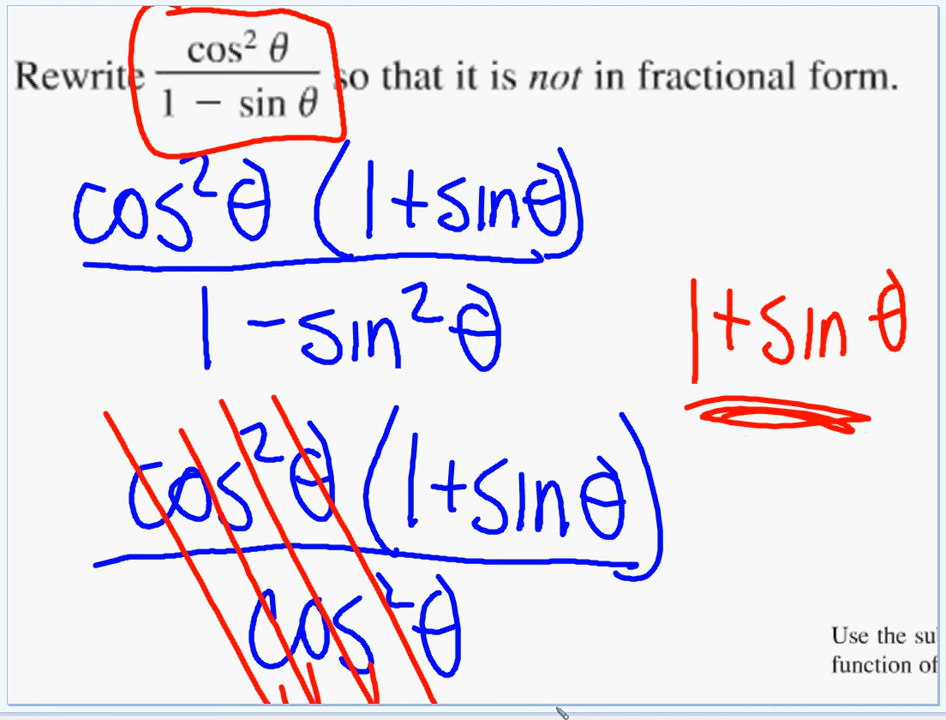 Rewrite cos² θ / 1 − sin θ so that it is not in fractional form.
cos²θ (1+sinθ)
1-sin²θ
1+sin θ
cos²θ (1+sinθ)
cos²θ
Use the su
function of